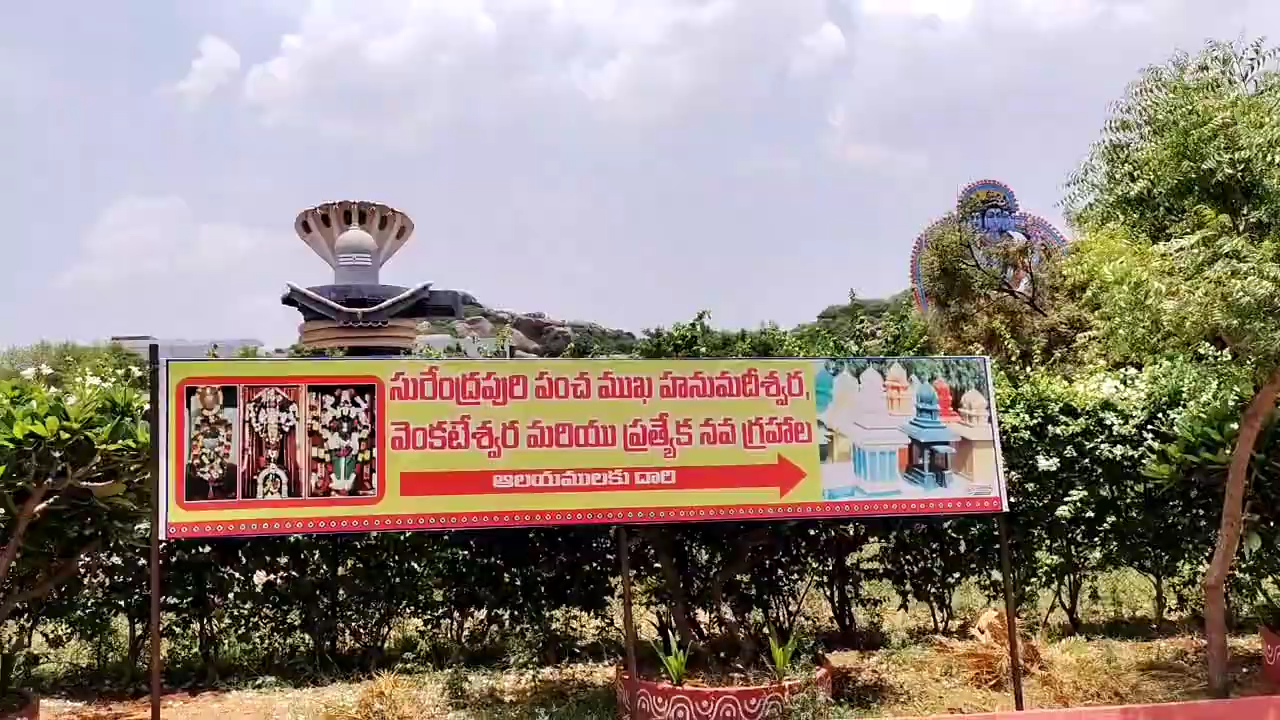 సురేంద్రపురి పంచ ముఖ హనుమదీశ్వర,
వెంకటేశ్వర మరియు ప్రత్యేక నవ గ్రహాల
ఆలయములకు దారి